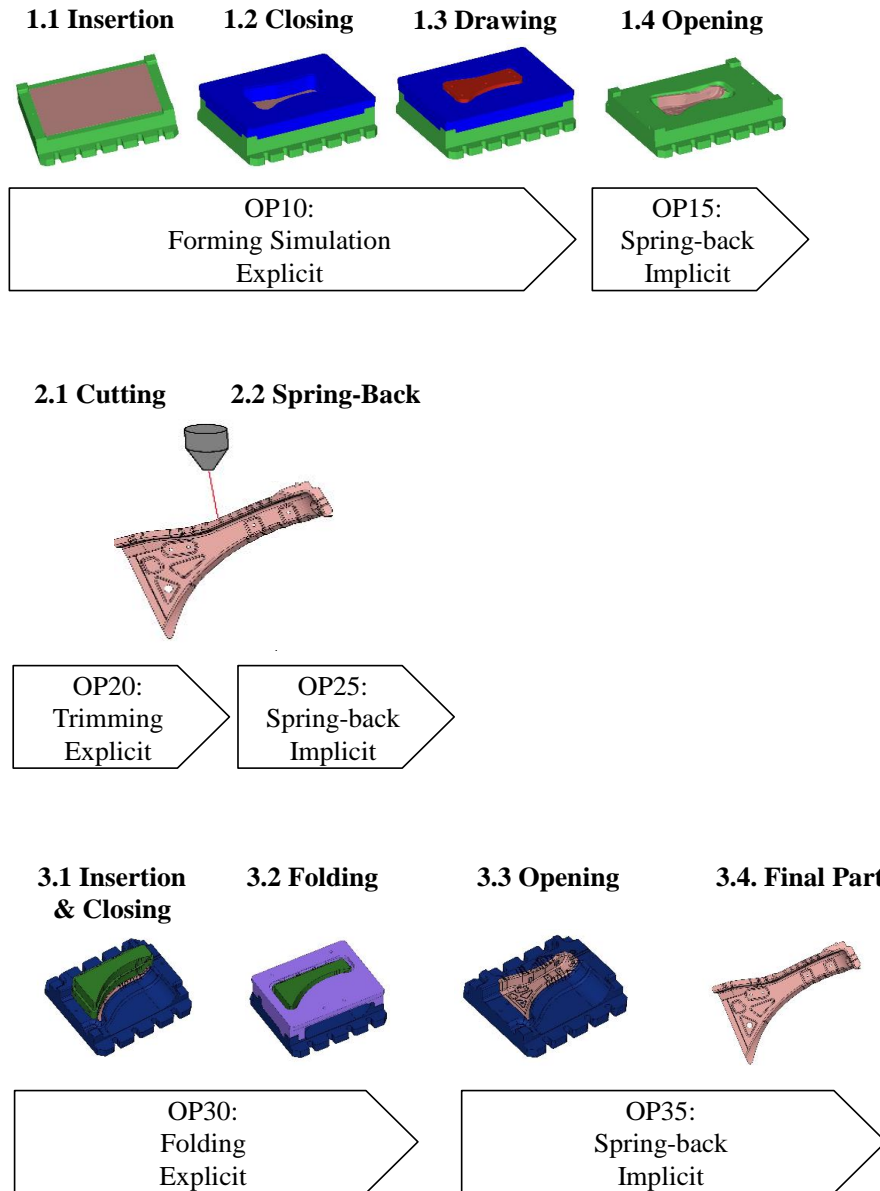 1.1 Insertion
1.2 Closing
1.3 Drawing
1.4 Opening
OP10:
Forming Simulation
Explicit
OP15:
Spring-back
Implicit
2.1 Cutting
2.2 Spring-Back
OP20:
Trimming
Explicit
OP25:
Spring-back
Implicit
3.1 Insertion
& Closing
3.2 Folding
3.3 Opening
3.4. Final Part
OP30:
Folding
Explicit
OP35:
Spring-back
Implicit